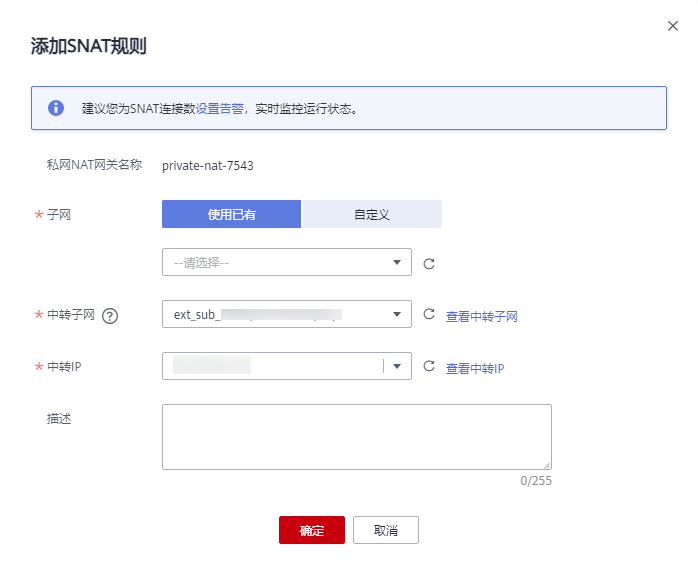 添加SNAT规则
建议您为SNAT连接数设置告警，实时监控运行状态。
私网NAT网关名称 private-nat-7543
* 子网 使用已有 自定义
--请选择--
* 中转子网 ? ext_sub_ 查看中转子网
* 中转IP 查看中转IP
描述
0/255
确定 取消